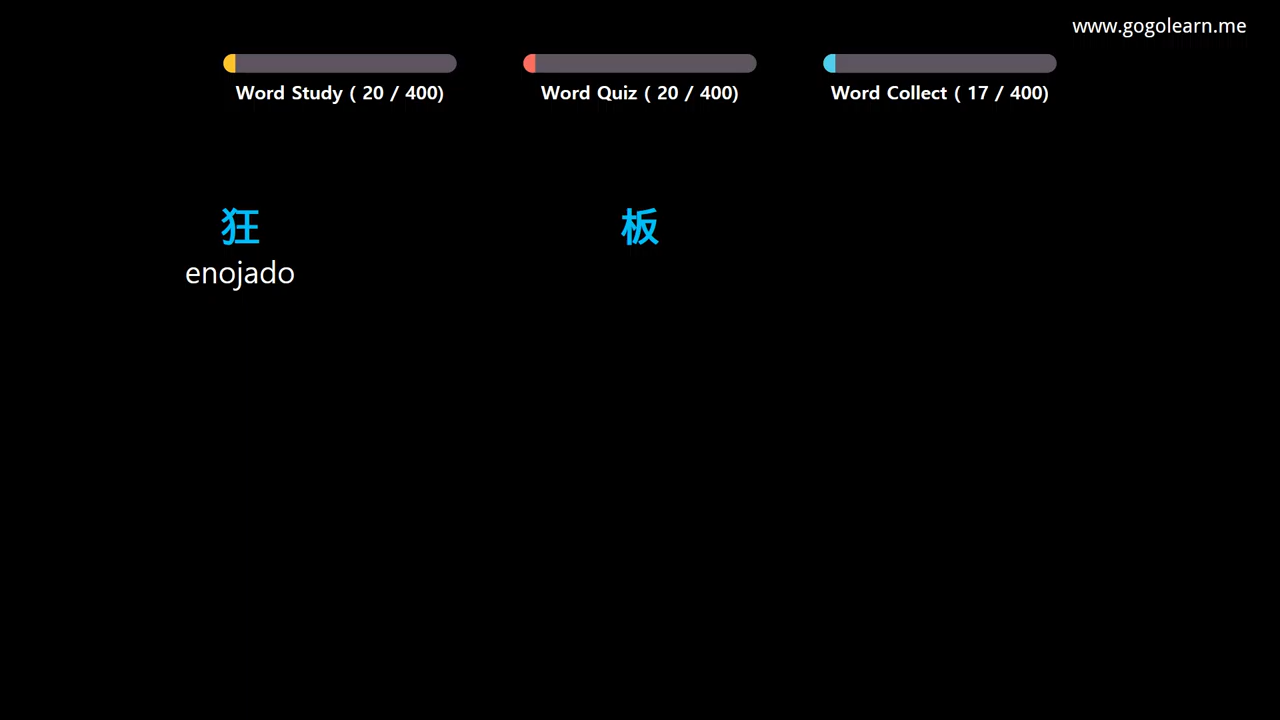 www.gogolearn.me
Word Study ( 20 / 400)
Word Quiz ( 20 / 400)
Word Collect ( 17 / 400)
狂
板
enojado